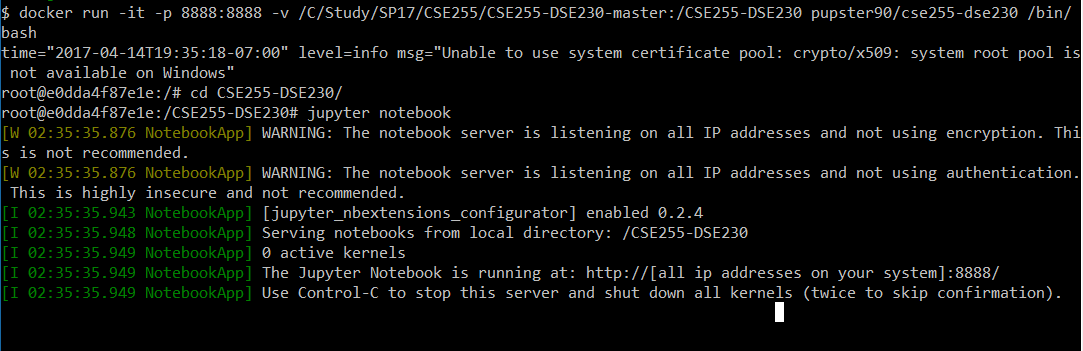 $ docker run -it -p 8888:8888 -v /C/Study/SP17/CSE255/CSE255-DSE230-master:/CSE255-DSE230 pupster90/cse255-dse230 /bin/
bash
time="2017-04-14T19:35:18-07:00" level=info msg="Unable to use system certificate pool: crypto/x509: system root pool is
 not available on Windows"
root@e0dda4f87e1e:/# cd CSE255-DSE230/
root@e0dda4f87e1e:/CSE255-DSE230# jupyter notebook
[W 02:35:35.876 NotebookApp] WARNING: The notebook server is listening on all IP addresses and not using encryption. Thi
s is not recommended.
[W 02:35:35.876 NotebookApp] WARNING: The notebook server is listening on all IP addresses and not using authentication.
 This is highly insecure and not recommended.
[I 02:35:35.943 NotebookApp] [jupyter_nbextensions_configurator] enabled 0.2.4
[I 02:35:35.948 NotebookApp] Serving notebooks from local directory: /CSE255-DSE230
[I 02:35:35.949 NotebookApp] 0 active kernels
[I 02:35:35.949 NotebookApp] The Jupyter Notebook is running at: http://[all ip addresses on your system]:8888/
[I 02:35:35.949 NotebookApp] Use Control-C to stop this server and shut down all kernels (twice to skip confirmation).